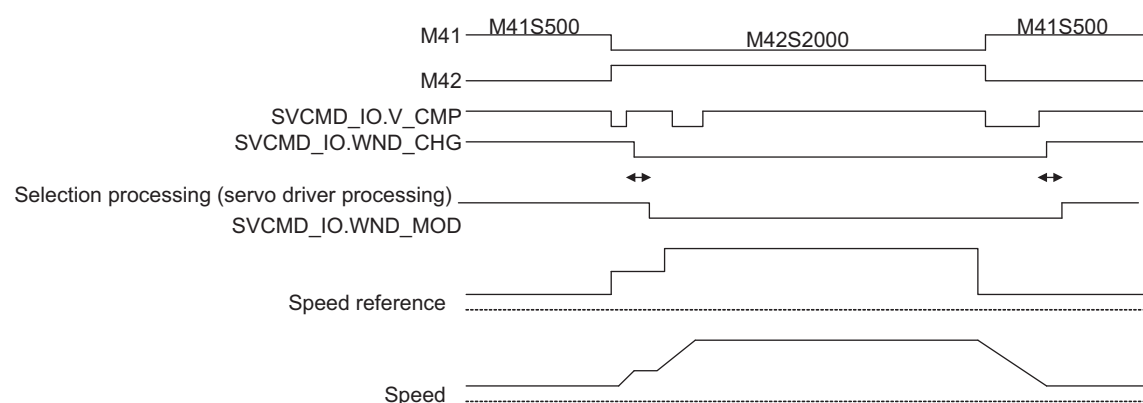 M41 M41S500 M42S2000 M41S500
M42
SVCMD_IO.V_CMP
SVCMD_IO.WND_CHG
Selection processing (servo driver processing)
SVCMD_IO.WND_MOD
Speed reference
Speed